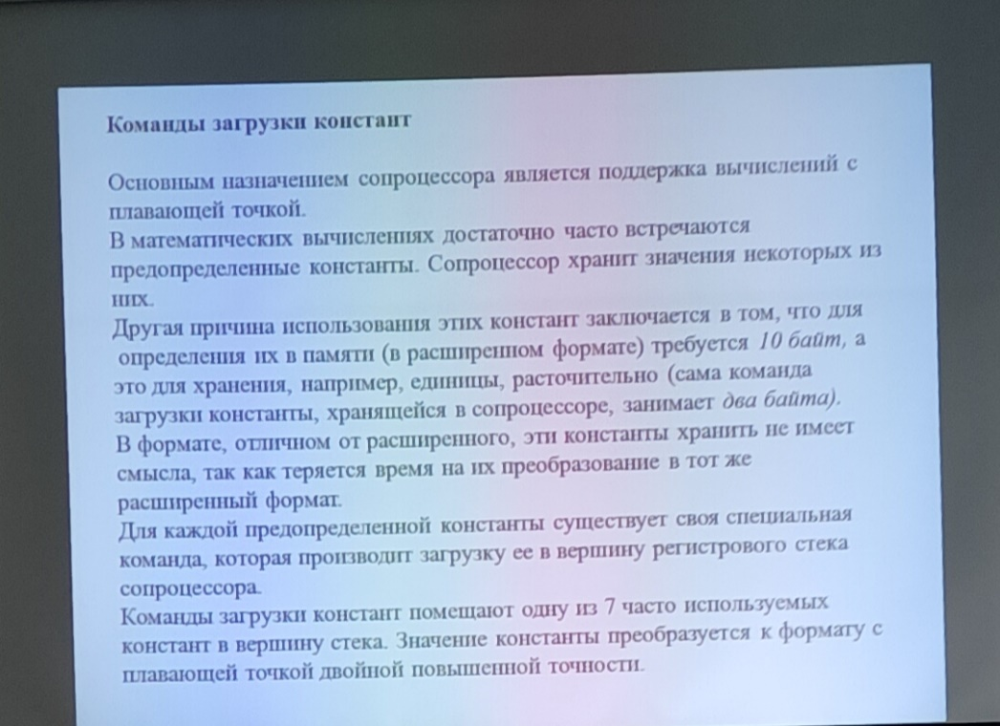 Команды загрузки констант
Основным назначением сопроцессора является поддержка вычислений с
плавающей точкой.
В математических вычислениях достаточно часто встречаются
предопределенные константы. Сопроцессор хранит значения некоторых из
них.
Другая причина использования этих констант заключается в том, что для
определения их в памяти (в расширенном формате) требуется 10 байт, а
это для хранения, например, единицы, расточительно (сама команда
загрузки константы, хранящейся в сопроцессоре, занимает два байта).
В формате, отличном от расширенного, эти константы хранить не имеет
смысла, так как теряется время на их преобразование в тот же
расширенный формат.
Для каждой предопределенной константы существует своя специальная
команда, которая производит загрузку ее в вершину регистрового стека
сопроцессора.
Команды загрузки констант помещают одну из 7 часто используемых
констант в вершину стека. Значение константы преобразуется к формату с
плавающей точкой двойной повышенной точности.